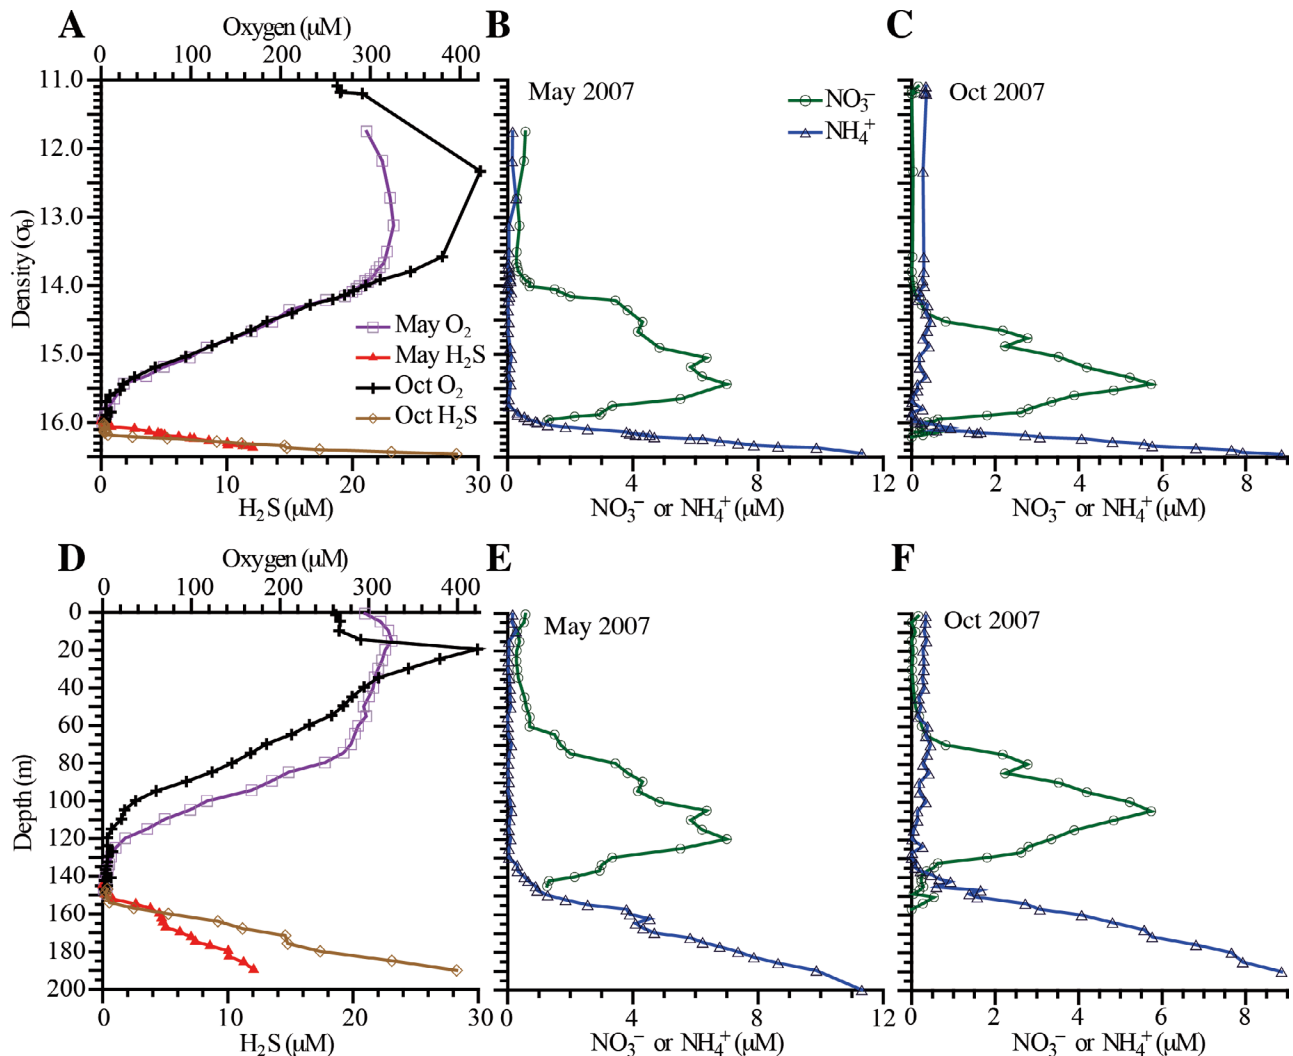 A
Oxygen (μM)
0 100 200 300 400
B
C
11.0
12.0
13.0
14.0
15.0
16.0
Density (σθ)
May O₂
May H₂S
Oct O₂
Oct H₂S
0 10 20 30
H₂S (μM)
May 2007
0 4 8 12
NO₃⁻ or NH₄⁺ (μM)
NO₃⁻
NH₄⁺
Oct 2007
0 2 4 6 8
NO₃⁻ or NH₄⁺ (μM)
D
Oxygen (μM)
0 100 200 300 400
E
F
0
20
40
60
80
100
120
140
160
180
200
Depth (m)
0 10 20 30
H₂S (μM)
May 2007
0 4 8 12
NO₃⁻ or NH₄⁺ (μM)
Oct 2007
0 2 4 6 8
NO₃⁻ or NH₄⁺ (μM)